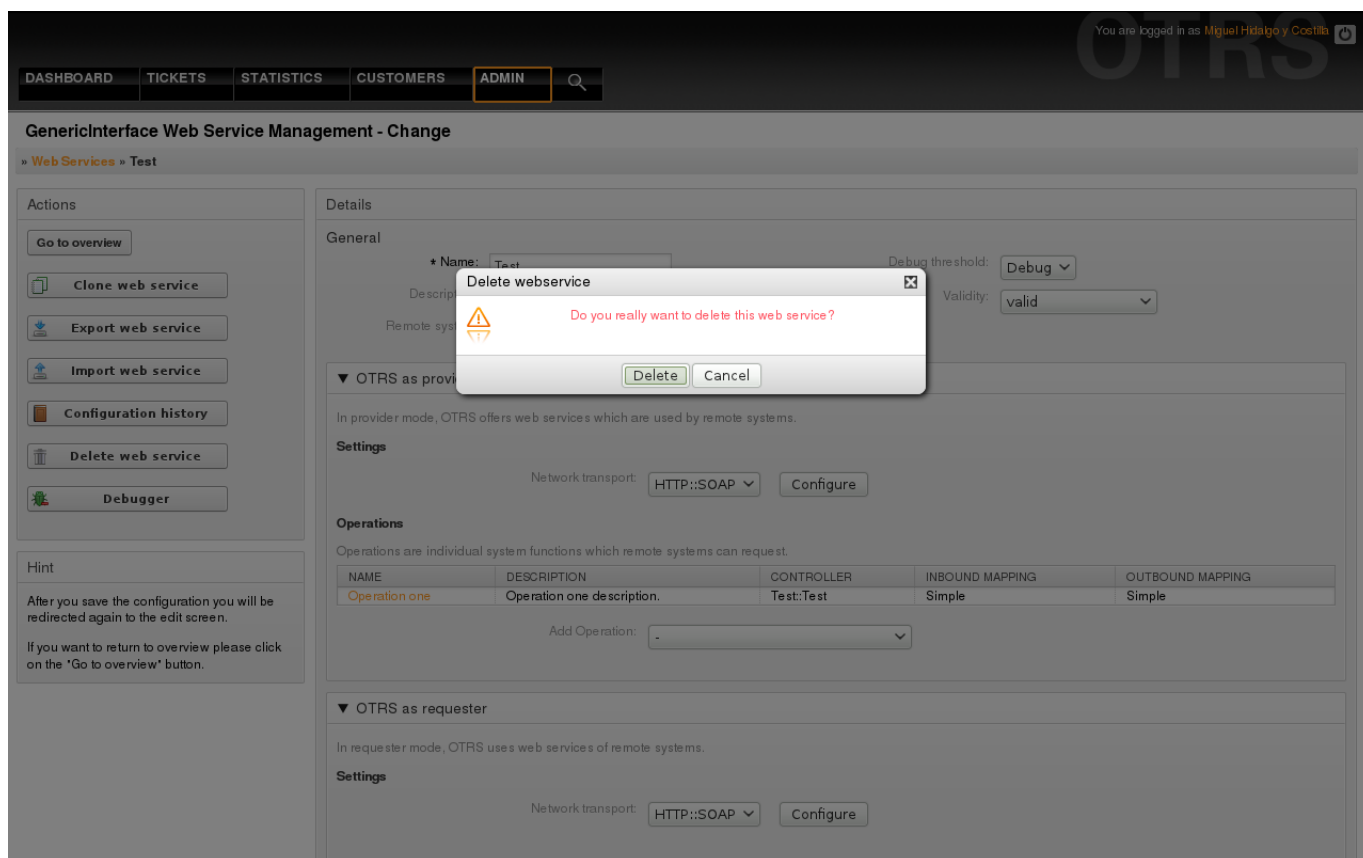 OTRS
You are logged in as Miguel Hidalgo y Costilla
DASHBOARD TICKETS STATISTICS CUSTOMERS ADMIN
GenericInterface Web Service Management - Change
» Web Services » Test
Actions
Go to overview
Clone web service
Export web service
Import web service
Configuration history
Delete web service
Debugger
Hint
After you save the configuration you will be
redirected again to the edit screen.
If you want to return to overview please click
on the "Go to overview" button.
Details
General
* Name: Test
Debug threshold: Debug
Descrip
Validity: valid
Remote syst
Delete webservice
Do you really want to delete this web service?
Delete Cancel
▼ OTRS as provi
In provider mode, OTRS offers web services which are used by remote systems.
Settings
Network transport: HTTP::SOAP Configure
Operations
Operations are individual system functions which remote systems can request.
NAME DESCRIPTION CONTROLLER INBOUND MAPPING OUTBOUND MAPPING
Operation one Operation one description. Test::Test Simple Simple
Add Operation: -
▼ OTRS as requester
In requester mode, OTRS uses web services of remote systems.
Settings
Network transport: HTTP::SOAP Configure